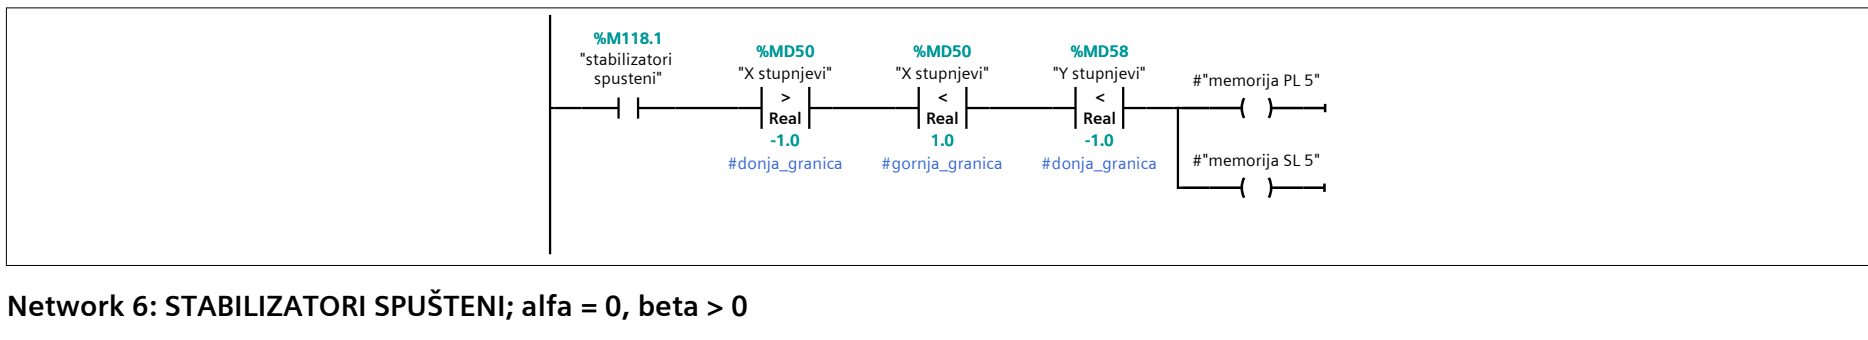 %M118.1
"stabilizatori
spusteni"
%MD50
"X stupnjevi"
>
Real
-1.0
#donja_granica
%MD50
"X stupnjevi"
<
Real
1.0
#gornja_granica
%MD58
"Y stupnjevi"
<
Real
-1.0
#donja_granica
#"memorija PL 5"
#"memorija SL 5"
Network 6: STABILIZATORI SPUŠTENI; alfa = 0, beta > 0